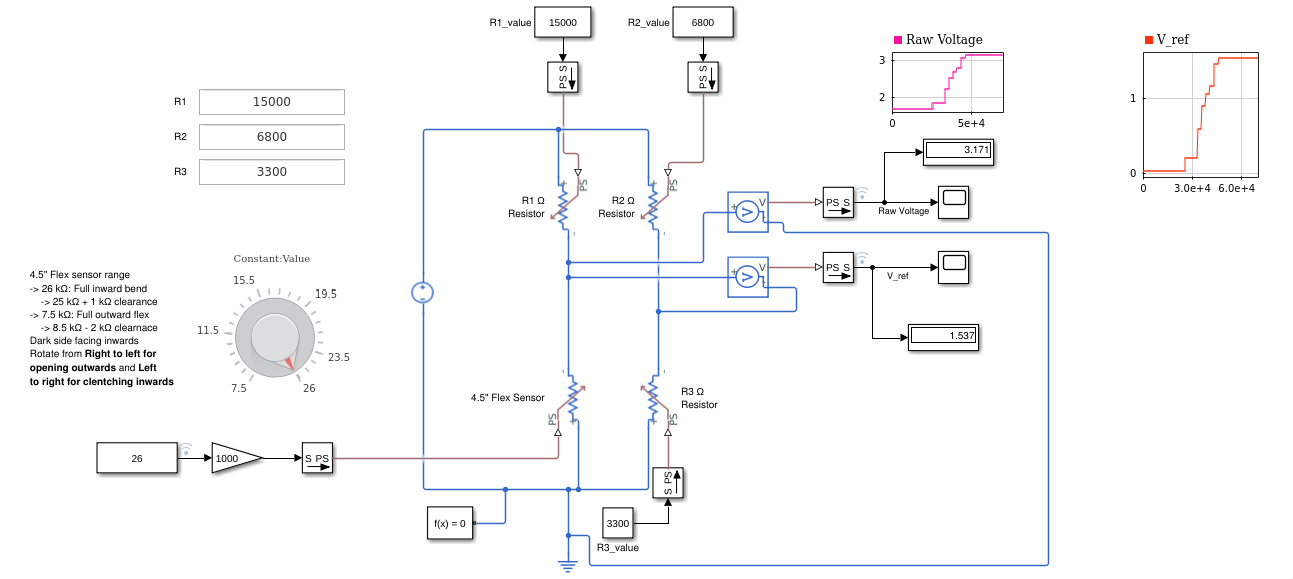 R1_value
15000
R2_value
6800
PS S
PS S
R1
15000
R2
6800
R3
3300
Raw Voltage
3
2
0
5e+4
V_ref
1
0
0
3.0e+4
6.0e+4
3.171
PS
PS
R1 Ω
Resistor
R2 Ω
Resistor
+
-
+
-
+
V
-
V
PS S
Raw Voltage
+
V
-
V
PS S
V_ref
1.537
4.5" Flex sensor range
-> 26 kΩ: Full inward bend
-> 25 kΩ + 1 kΩ clearance
-> 7.5 kΩ: Full outward flex
-> 8.5 kΩ - 2 kΩ clearnace
Dark side facing inwards
Rotate from Right to left for
opening outwards and Left
to right for clentching inwards
Constant:Value
15.5
19.5
11.5
23.5
7.5
26
4.5" Flex Sensor
PS
R3 Ω
Resistor
PS
26
1000
S PS
S PS
f(x) = 0
3300
R3_value